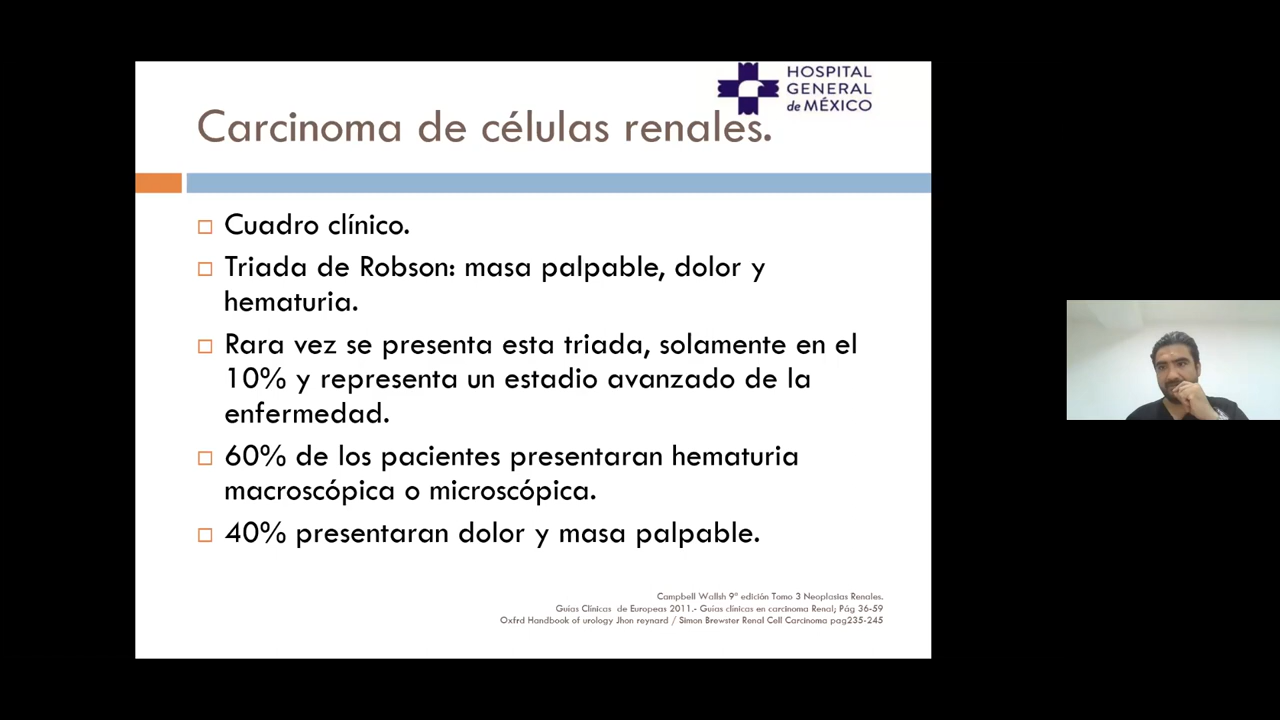 HOSPITAL
GENERAL
de MÉXICO
Carcinoma de células renales.
Cuadro clínico.
Triada de Robson: masa palpable, dolor y
hematuria.
Rara vez se presenta esta triada, solamente en el
10% y representa un estadio avanzado de la
enfermedad.
60% de los pacientes presentaran hematuria
macroscópica o microscópica.
40% presentaran dolor y masa palpable.
Campbell Wallsh 9ª edición Tomo 3 Neoplasias Renales.
Guias Clínicas de Europeas 2011.- Guias clínicas en carcinoma Renal; Pág 36-59
Oxfrd Handbook of urology Jhon reynard / Simon Brewster Renal Cell Carcinoma pag235-245